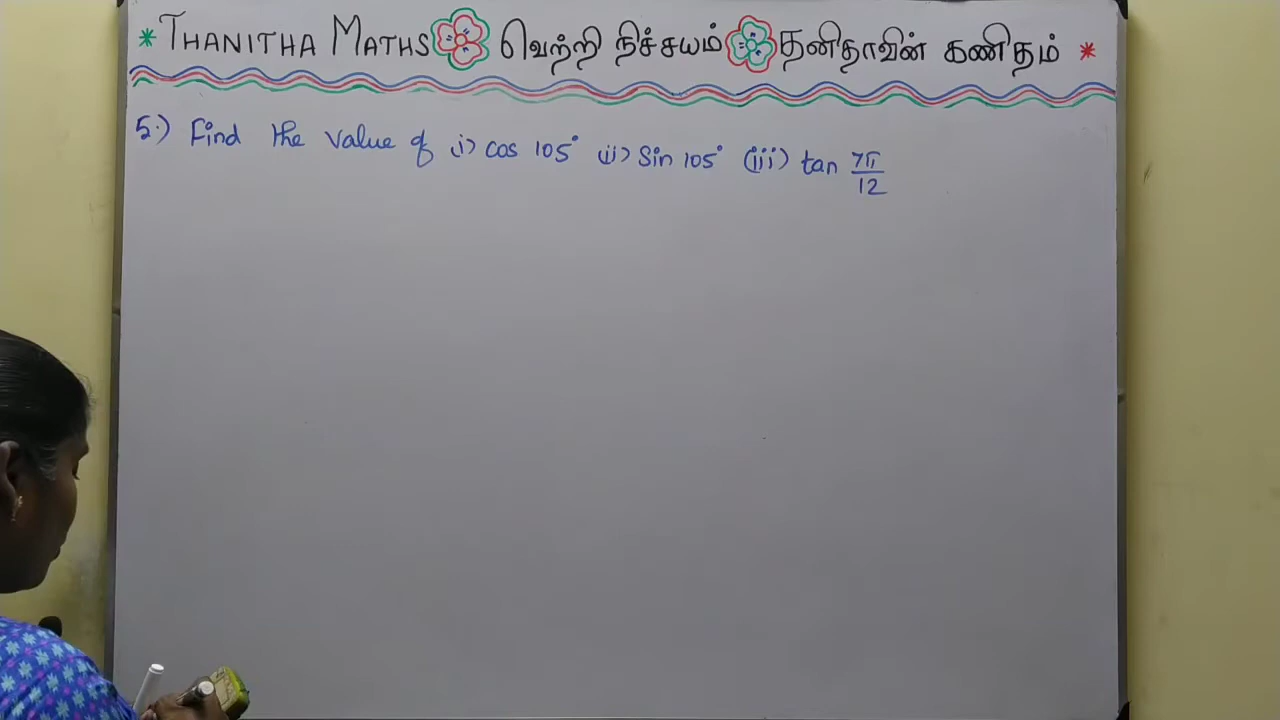 * THANITHA MATHS வெற்றி நிச்சயம் தனிதாவின் கணிதம் *
5.) Find the value of i) cos 105° ii) Sin 105° (iii) tan 7π/12